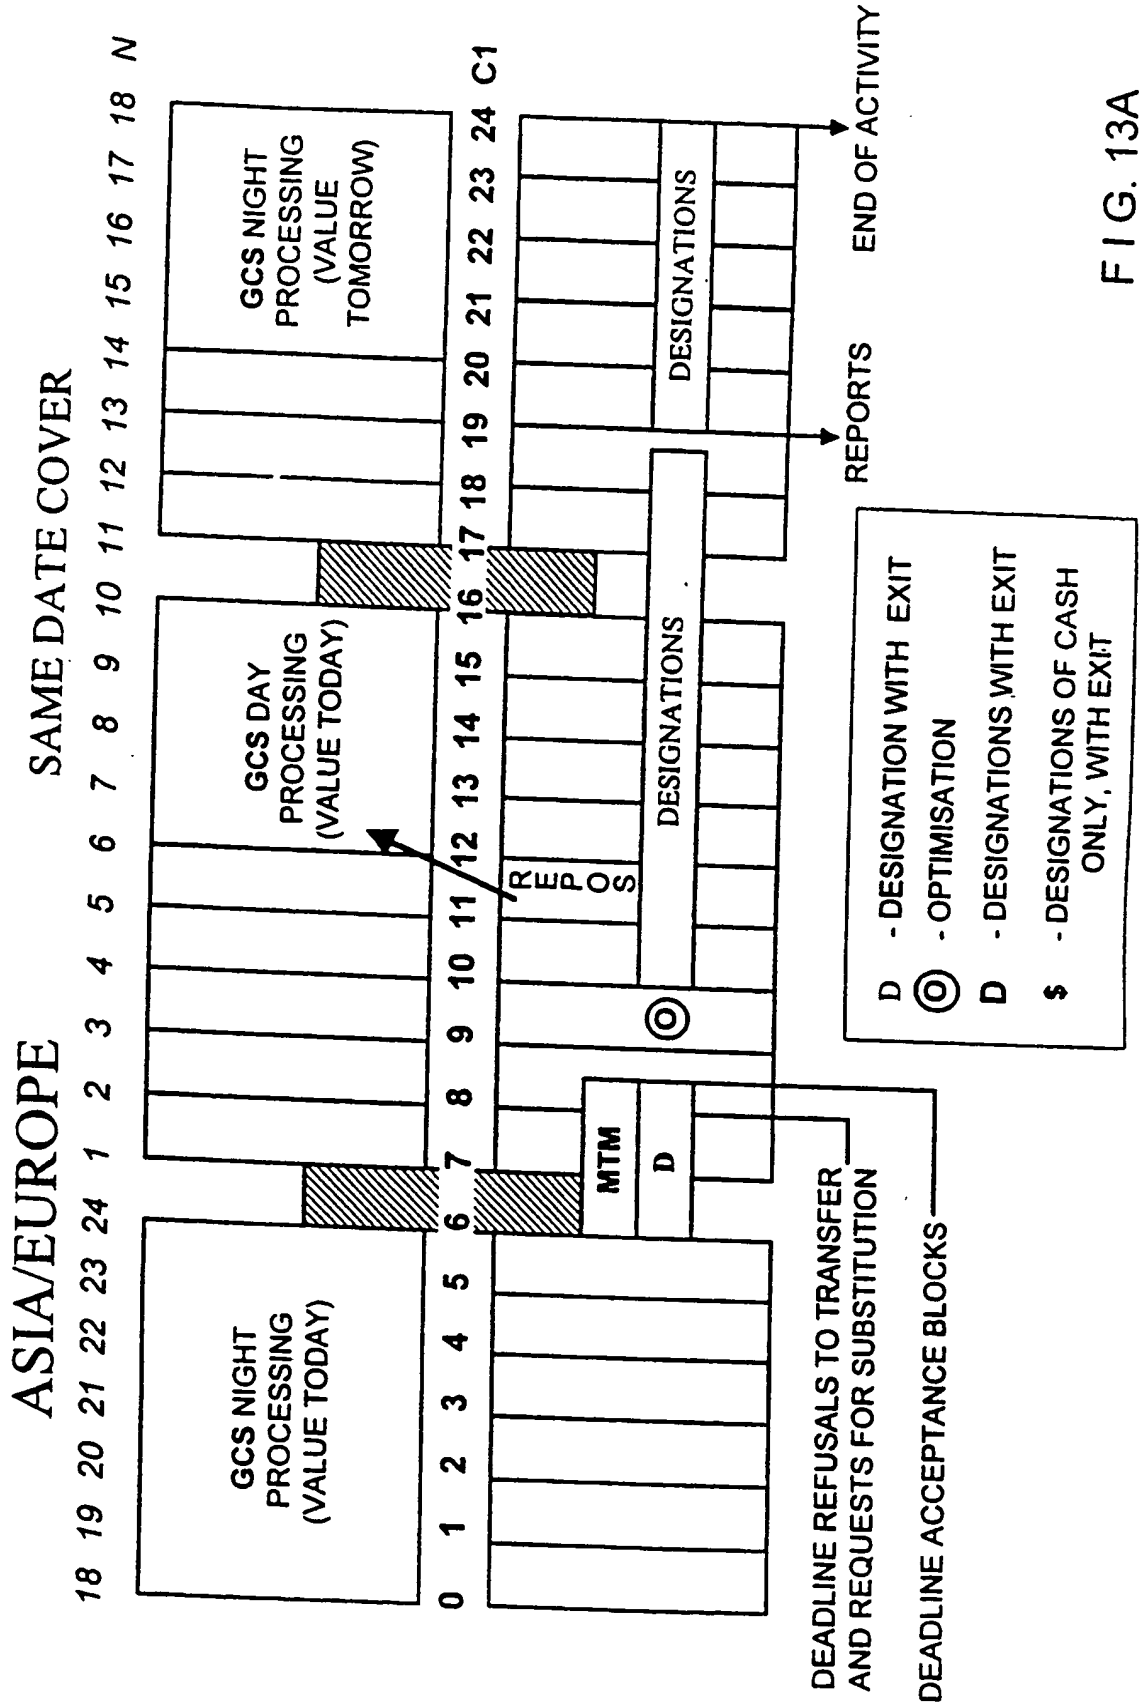 ASIA/EUROPE
SAME DATE COVER
18 19 20 21 22 23 24 1 2 3 4 5 6 7 8 9 10 11 12 13 14 15 16 17 18 N
GCS NIGHT
PROCESSING
(VALUE TODAY)
GCS DAY
PROCESSING
(VALUE TODAY)
GCS NIGHT
PROCESSING
(VALUE
TOMORROW)
0 1 2 3 4 5 6 7 8 9 10 11 12 13 14 15 16 17 18 19 20 21 22 23 24 C1
REPOS
MTM
D
O
DESIGNATIONS
DESIGNATIONS
DEADLINE REFUSALS TO TRANSFER
AND REQUESTS FOR SUBSTITUTION
DEADLINE ACCEPTANCE BLOCKS
REPORTS
END OF ACTIVITY
D - DESIGNATION WITH EXIT
O - OPTIMISATION
D - DESIGNATIONS WITH EXIT
$ - DESIGNATIONS OF CASH
ONLY, WITH EXIT
FIG. 13A